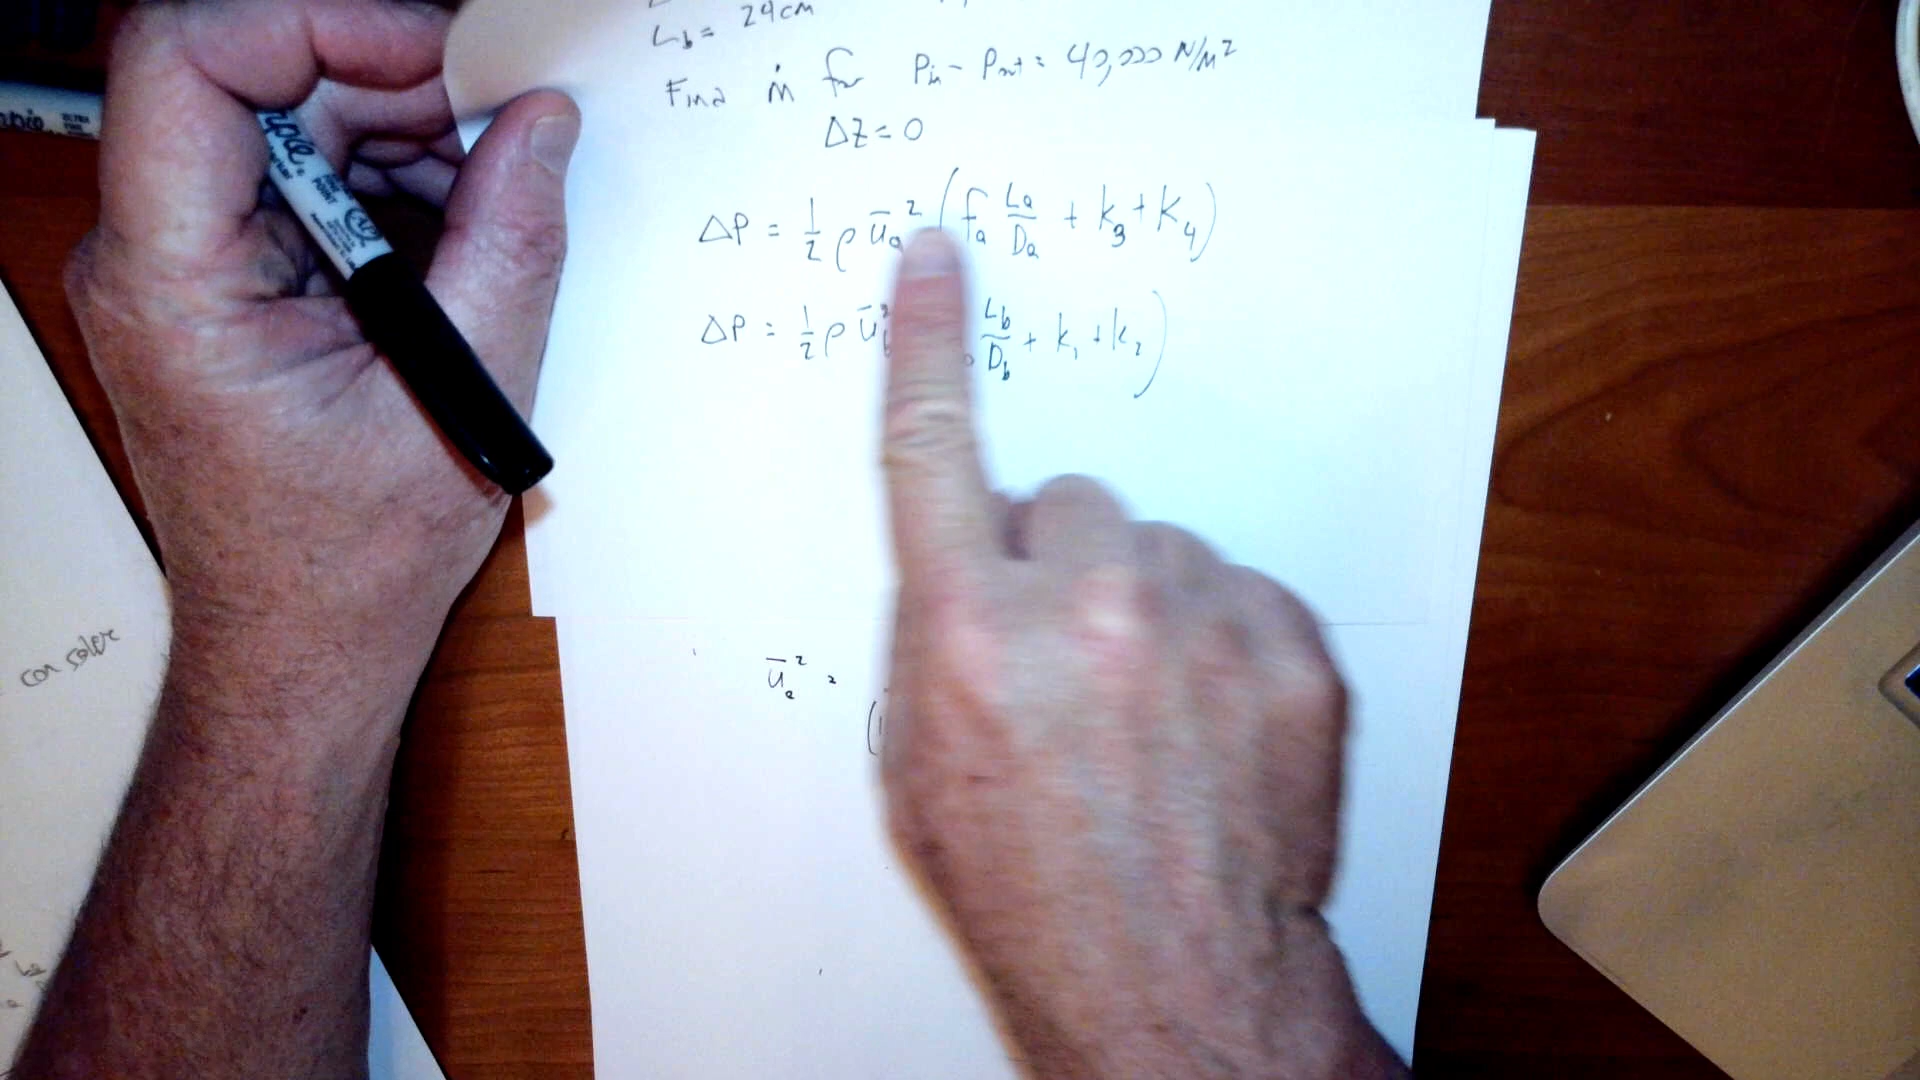 L_b = 24cm
Find ṁ for P_in - P_out = 40,000 N/m²
ΔZ = 0
ΔP = 1/2 ρ ū_a² (f_a L_a/D_a + K_3 + K_4)
ΔP = 1/2 ρ ū_b² L_b/D_b + K_1 + K_2)
ū_a² =
con soler